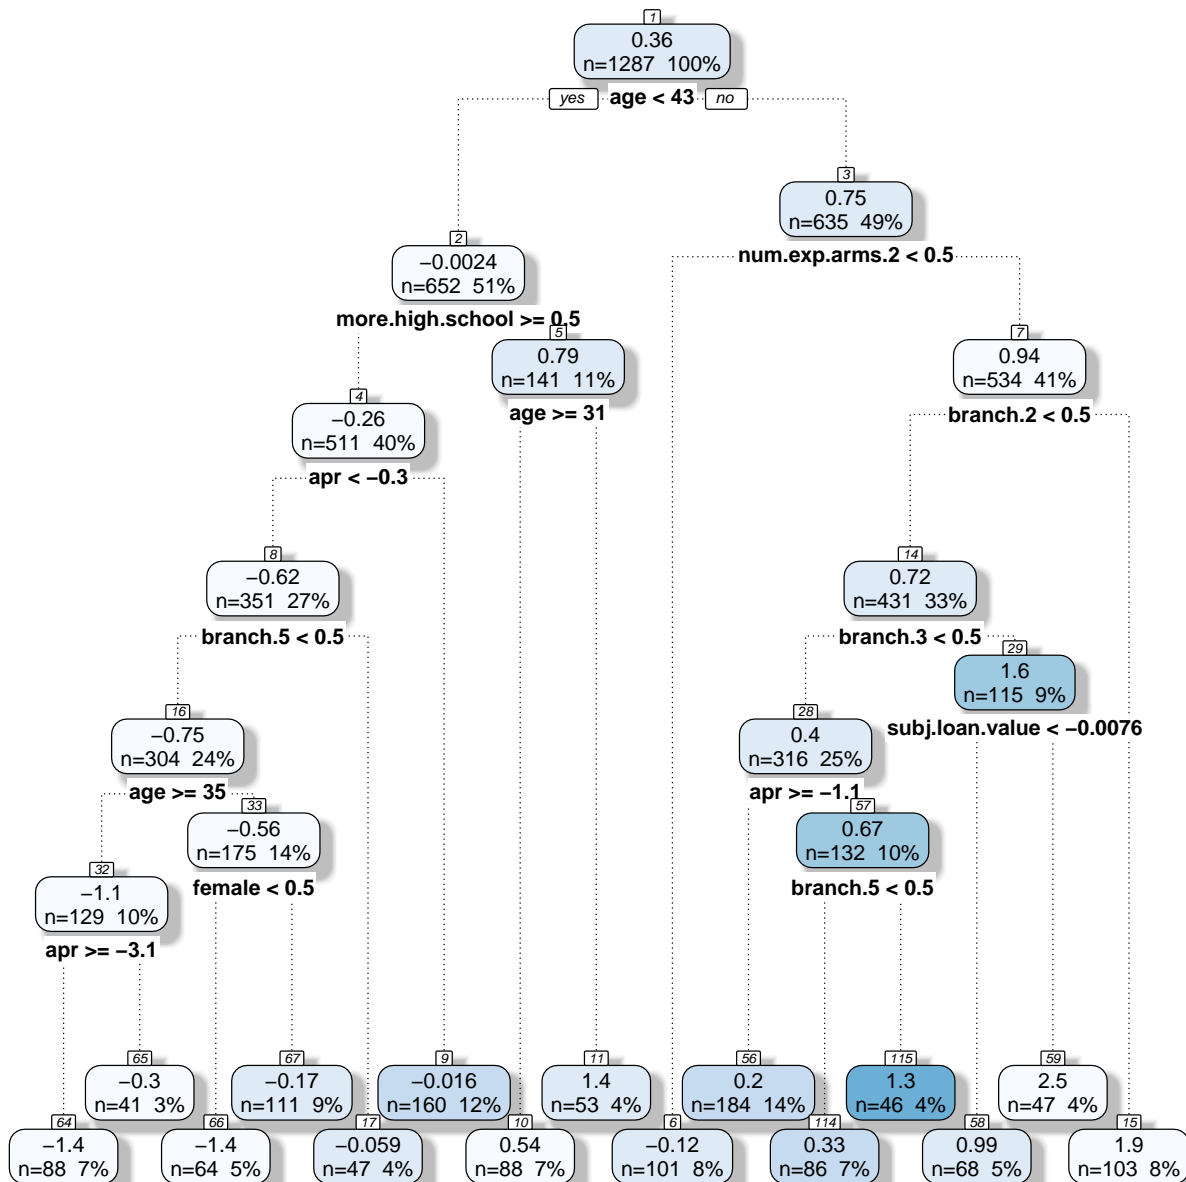 1
0.36
n=1287 100%
yes age < 43 no
3
0.75
n=635 49%
num.exp.arms.2 < 0.5
2
−0.0024
n=652 51%
more.high.school >= 0.5
5
0.79
n=141 11%
age >= 31
7
0.94
n=534 41%
branch.2 < 0.5
4
−0.26
n=511 40%
apr < −0.3
8
−0.62
n=351 27%
branch.5 < 0.5
14
0.72
n=431 33%
branch.3 < 0.5
29
1.6
n=115 9%
subj.loan.value < −0.0076
16
−0.75
n=304 24%
age >= 35
28
0.4
n=316 25%
apr >= −1.1
33
−0.56
n=175 14%
female < 0.5
57
0.67
n=132 10%
branch.5 < 0.5
32
−1.1
n=129 10%
apr >= −3.1
65
−0.3
n=41 3%
67
−0.17
n=111 9%
9
−0.016
n=160 12%
11
1.4
n=53 4%
56
0.2
n=184 14%
115
1.3
n=46 4%
59
2.5
n=47 4%
64
−1.4
n=88 7%
66
−1.4
n=64 5%
17
−0.059
n=47 4%
10
0.54
n=88 7%
6
−0.12
n=101 8%
114
0.33
n=86 7%
58
0.99
n=68 5%
15
1.9
n=103 8%